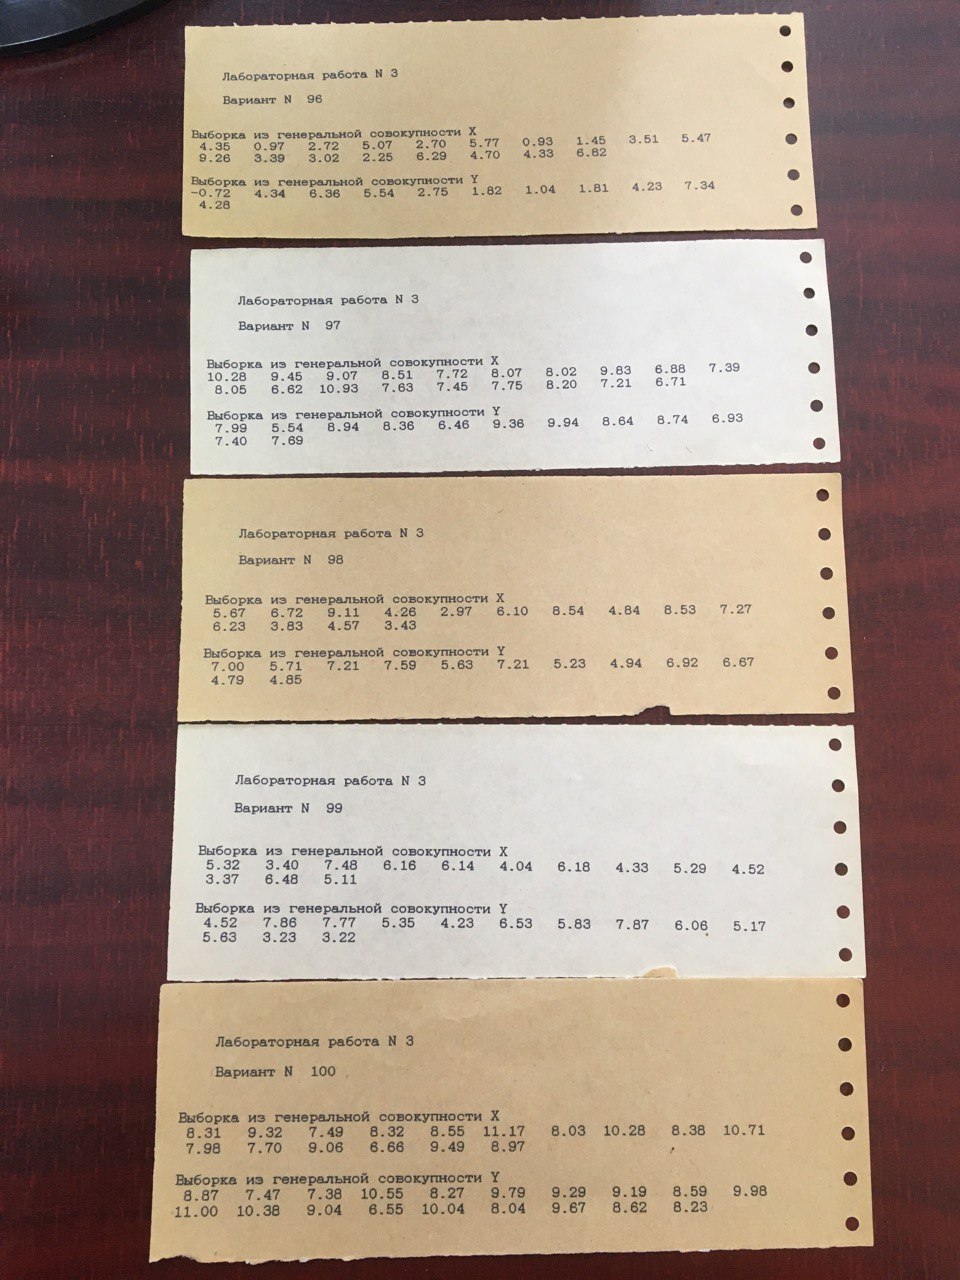 Лабораторная работа N 3
Вариант N 96
Выборка из генеральной совокупности X
4.35 0.97 2.72 5.07 2.70 5.77 0.93 1.45 3.51 5.47
9.26 3.39 3.02 2.25 6.29 4.70 4.33 6.82
Выборка из генеральной совокупности Y
-0.72 4.34 6.36 5.54 2.75 1.82 1.04 1.81 4.23 7.34
4.28
Лабораторная работа N 3
Вариант N 97
Выборка из генеральной совокупности X
10.28 9.45 9.07 8.51 7.72 8.07 8.02 9.83 6.88 7.39
8.05 6.62 10.93 7.63 7.45 7.75 8.20 7.21 6.71
Выборка из генеральной совокупности Y
7.99 5.54 8.94 8.36 6.46 9.36 9.94 8.64 8.74 6.93
7.40 7.69
Лабораторная работа N 3
Вариант N 98
Выборка из генеральной совокупности X
5.67 6.72 9.11 4.26 2.97 6.10 8.54 4.84 8.53 7.27
6.23 3.83 4.57 3.43
Выборка из генеральной совокупности Y
7.00 5.71 7.21 7.59 5.63 7.21 5.23 4.94 6.92 6.67
4.79 4.85
Лабораторная работа N 3
Вариант N 99
Выборка из генеральной совокупности X
5.32 3.40 7.48 6.16 6.14 4.04 6.18 4.33 5.29 4.52
3.37 6.48 5.11
Выборка из генеральной совокупности Y
4.52 7.86 7.77 5.35 4.23 6.53 5.83 7.87 6.06 5.17
5.63 3.23 3.22
Лабораторная работа N 3
Вариант N 100
Выборка из генеральной совокупности X
8.31 9.32 7.49 8.32 8.55 11.17 8.03 10.28 8.38 10.71
7.98 7.70 9.06 6.66 9.49 8.97
Выборка из генеральной совокупности Y
8.87 7.47 7.38 10.55 8.27 9.79 9.29 9.19 8.59 9.98
11.00 10.38 9.04 6.55 10.04 8.04 9.67 8.62 8.23